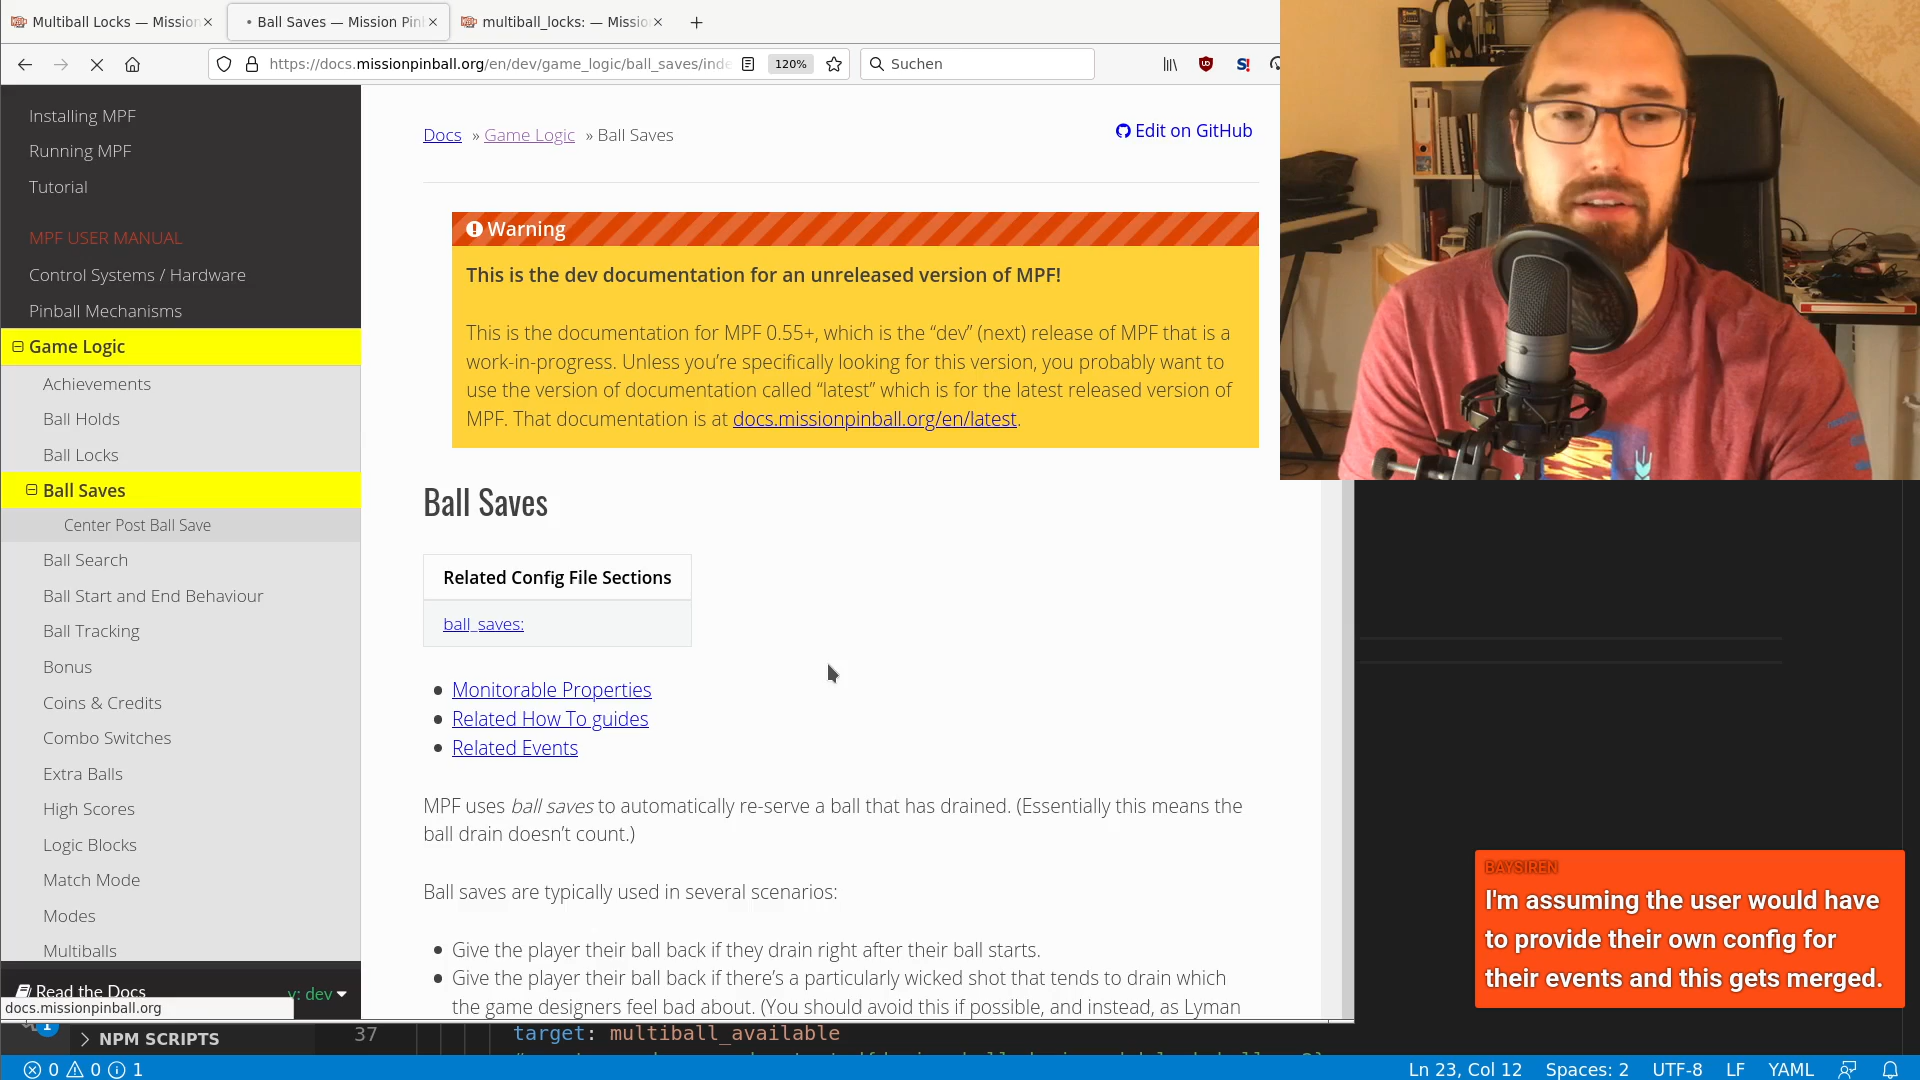 Multiball Locks — Mission
Ball Saves — Mission Pin
multiball_locks: — Missio
https://docs.missionpinball.org/en/dev/game_logic/ball_saves/inde
120%
Suchen
Installing MPF
Running MPF
Tutorial
MPF USER MANUAL
Control Systems / Hardware
Pinball Mechanisms
Game Logic
Achievements
Ball Holds
Ball Locks
Ball Saves
Center Post Ball Save
Ball Search
Ball Start and End Behaviour
Ball Tracking
Bonus
Coins & Credits
Combo Switches
Extra Balls
High Scores
Logic Blocks
Match Mode
Modes
Multiballs
Read the Docs
v: dev
docs.missionpinball.org
Docs » Game Logic » Ball Saves
Edit on GitHub
Warning
This is the dev documentation for an unreleased version of MPF!
This is the documentation for MPF 0.55+, which is the “dev” (next) release of MPF that is a
work-in-progress. Unless you’re specifically looking for this version, you probably want to
use the version of documentation called “latest” which is for the latest released version of
MPF. That documentation is at docs.missionpinball.org/en/latest.
Ball Saves
Related Config File Sections
ball_saves:
Monitorable Properties
Related How To guides
Related Events
MPF uses ball saves to automatically re-serve a ball that has drained. (Essentially this means the
ball drain doesn’t count.)
Ball saves are typically used in several scenarios:
Give the player their ball back if they drain right after their ball starts.
Give the player their ball back if there’s a particularly wicked shot that tends to drain which
the game designers feel bad about. (You should avoid this if possible, and instead, as Lyman
BAYSIREN
I'm assuming the user would have
to provide their own config for
their events and this gets merged.
1
NPM SCRIPTS
37
target: multiball_available
0 0 1
Ln 23, Col 12
Spaces: 2
UTF-8
LF
YAML